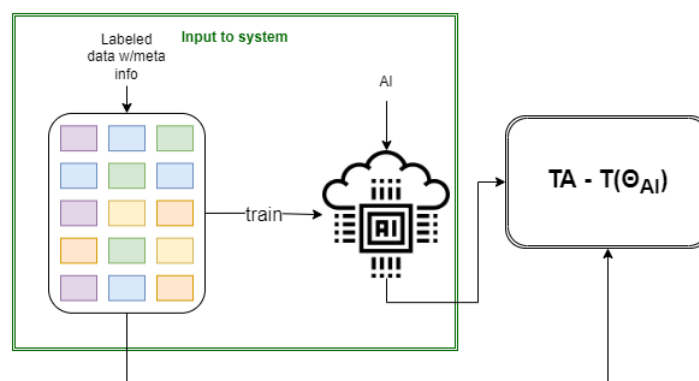 Labeled
data w/meta
info
Input to system
AI
train
AI
TA - T(Θ_AI)